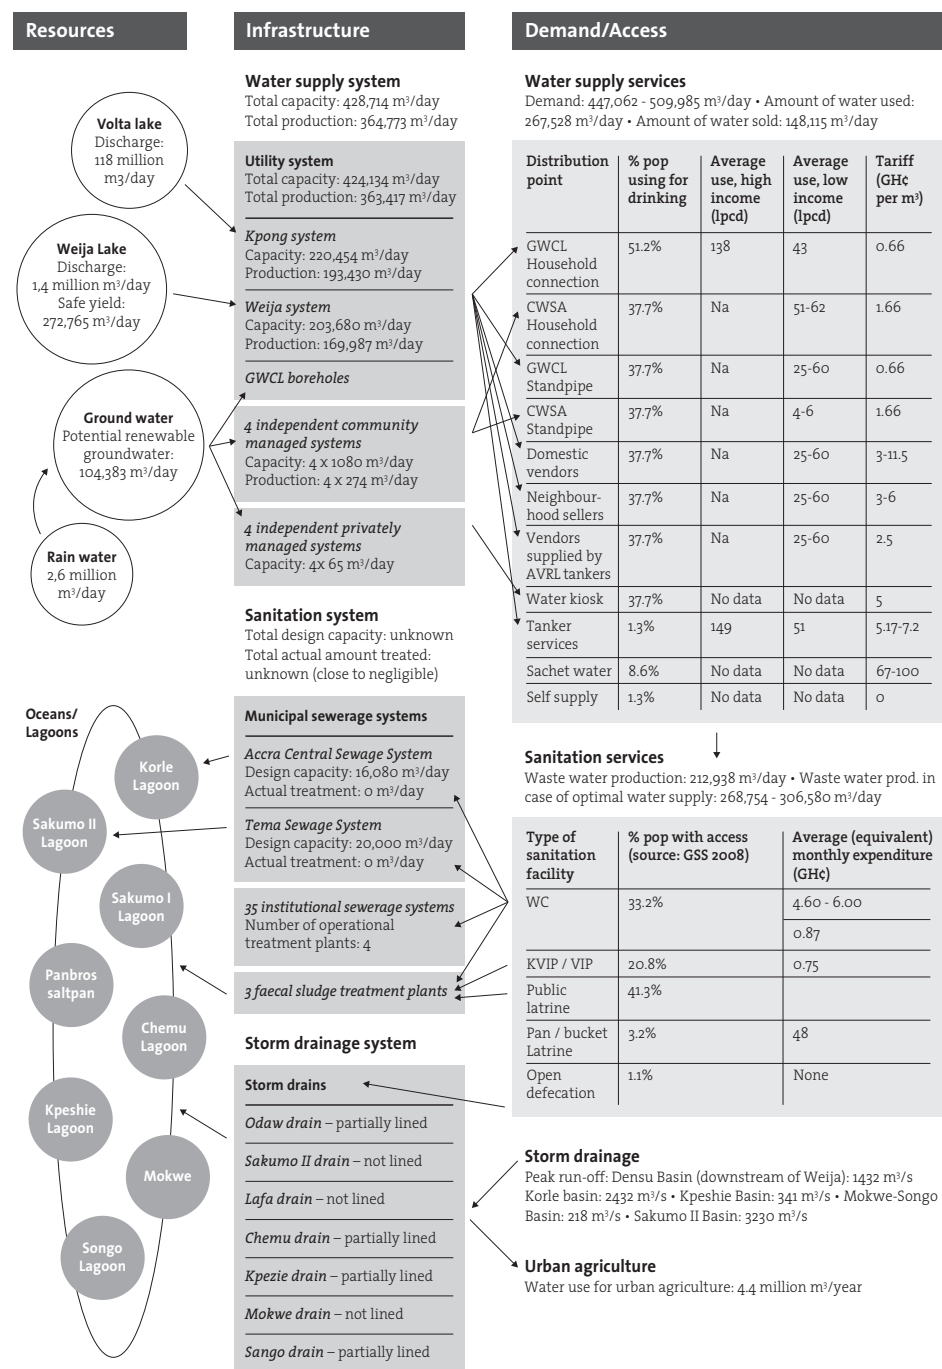 Resources
Infrastructure
Demand/Access
Volta lake
Discharge:
118 million
m3/day
Weija Lake
Discharge:
1,4 million m³/day
Safe yield:
272,765 m³/day
Ground water
Potential renewable
groundwater:
104,383 m³/day
Rain water
2,6 million
m³/day
Oceans/
Lagoons
Korle
Lagoon
Sakumo II
Lagoon
Sakumo I
Lagoon
Panbros
saltpan
Chemu
Lagoon
Kpeshie
Lagoon
Mokwe
Songo
Lagoon
Water supply system
Total capacity: 428,714 m³/day
Total production: 364,773 m³/day
Utility system
Total capacity: 424,134 m³/day
Total production: 363,417 m³/day
Kpong system
Capacity: 220,454 m³/day
Production: 193,430 m³/day
Weija system
Capacity: 203,680 m³/day
Production: 169,987 m³/day
GWCL boreholes
4 independent community
managed systems
Capacity: 4 x 1080 m³/day
Production: 4 x 274 m³/day
4 independent privately
managed systems
Capacity: 4x 65 m³/day
Sanitation system
Total design capacity: unknown
Total actual amount treated:
unknown (close to negligible)
Municipal sewerage systems
Accra Central Sewage System
Design capacity: 16,080 m³/day
Actual treatment: 0 m³/day
Tema Sewage System
Design capacity: 20,000 m³/day
Actual treatment: 0 m³/day
35 institutional sewerage systems
Number of operational
treatment plants: 4
3 faecal sludge treatment plants
Storm drainage system
Storm drains
Odaw drain – partially lined
Sakumo II drain – not lined
Lafa drain – not lined
Chemu drain – partially lined
Kpezie drain – partially lined
Mokwe drain – not lined
Sango drain – partially lined
Water supply services
Demand: 447,062 - 509,985 m³/day • Amount of water used:
267,528 m³/day • Amount of water sold: 148,115 m³/day
Distribution point | % pop using for drinking | Average use, high income (lpcd) | Average use, low income (lpcd) | Tariff (GH¢ per m³)
GWCL Household connection | 51.2% | 138 | 43 | 0.66
CWSA Household connection | 37.7% | Na | 51-62 | 1.66
GWCL Standpipe | 37.7% | Na | 25-60 | 0.66
CWSA Standpipe | 37.7% | Na | 4-6 | 1.66
Domestic vendors | 37.7% | Na | 25-60 | 3-11.5
Neighbour-hood sellers | 37.7% | Na | 25-60 | 3-6
Vendors supplied by AVRL tankers | 37.7% | Na | 25-60 | 2.5
Water kiosk | 37.7% | No data | No data | 5
Tanker services | 1.3% | 149 | 51 | 5.17-7.2
Sachet water | 8.6% | No data | No data | 67-100
Self supply | 1.3% | No data | No data | 0
Sanitation services
Waste water production: 212,938 m³/day • Waste water prod. in
case of optimal water supply: 268,754 - 306,580 m³/day
Type of sanitation facility | % pop with access (source: GSS 2008) | Average (equivalent) monthly expenditure (GH¢)
WC | 33.2% | 4.60 - 6.00
0.87
KVIP / VIP | 20.8% | 0.75
Public latrine | 41.3%
Pan / bucket Latrine | 3.2% | 48
Open defecation | 1.1% | None
Storm drainage
Peak run-off: Densu Basin (downstream of Weija): 1432 m³/s
Korle basin: 2432 m³/s • Kpeshie Basin: 341 m³/s • Mokwe-Songo
Basin: 218 m³/s • Sakumo II Basin: 3230 m³/s
Urban agriculture
Water use for urban agriculture: 4.4 million m³/year